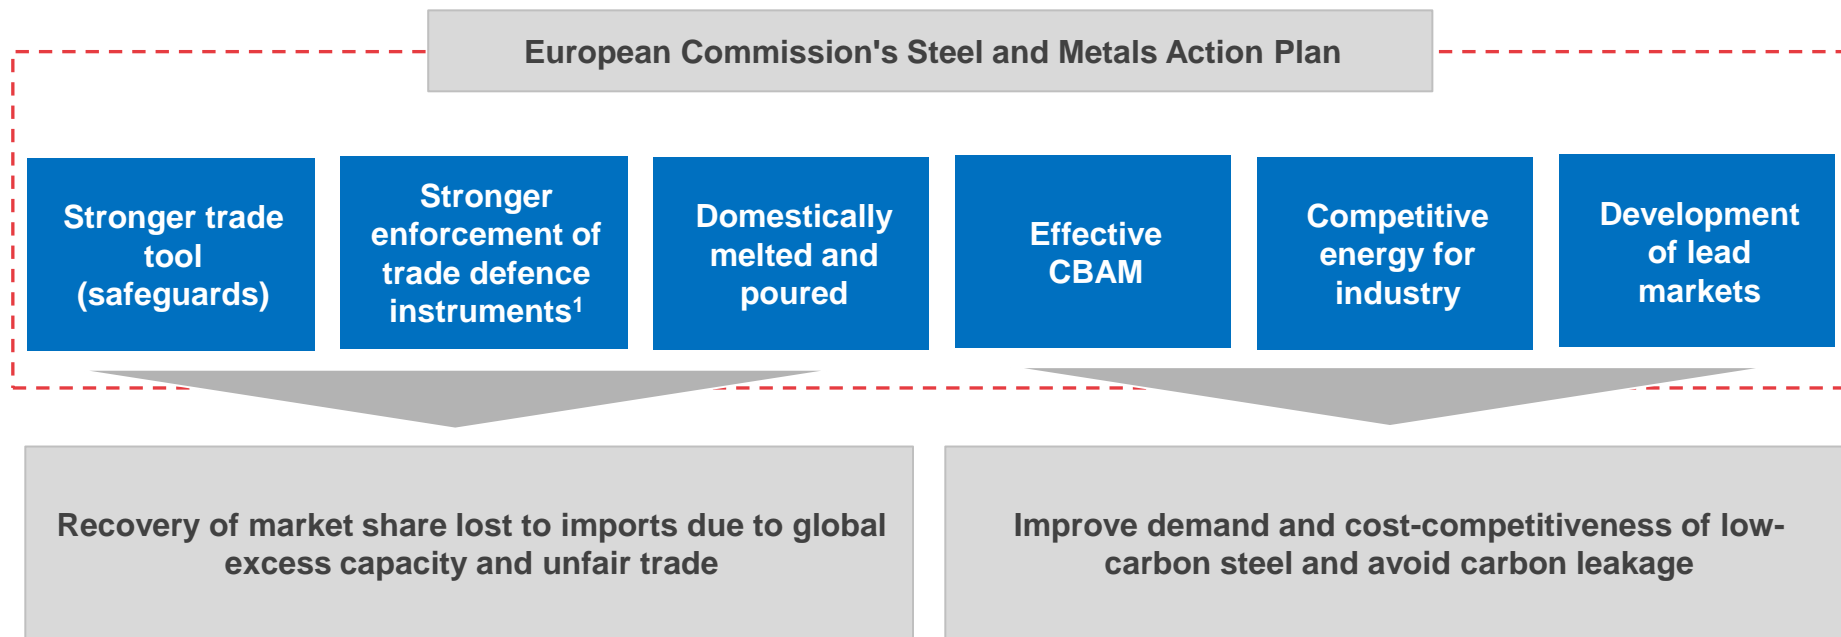 European Commission's Steel and Metals Action Plan
Stronger trade
tool
(safeguards)
Stronger
enforcement of
trade defence
instruments¹
Domestically
melted and
poured
Effective
CBAM
Competitive
energy for
industry
Development
of lead
markets
Recovery of market share lost to imports due to global
excess capacity and unfair trade
Improve demand and cost-competitiveness of low-
carbon steel and avoid carbon leakage